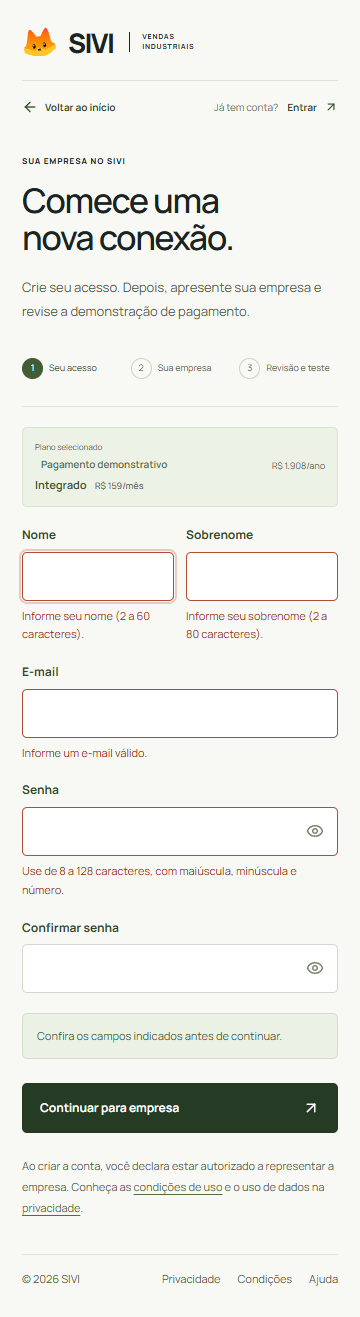 SIVI
VENDAS
INDUSTRIAIS
Voltar ao início
Já tem conta? Entrar
SUA EMPRESA NO SIVI
Comece uma
nova conexão.
Crie seu acesso. Depois, apresente sua empresa e
revise a demonstração de pagamento.
1 Seu acesso
2 Sua empresa
3 Revisão e teste
Plano selecionado
Pagamento demonstrativo
R$ 1.908/ano
Integrado R$ 159/mês
Nome
Sobrenome
Informe seu nome (2 a 60
caracteres).
Informe seu sobrenome (2 a
80 caracteres).
E-mail
Informe um e-mail válido.
Senha
Use de 8 a 128 caracteres, com maiúscula, minúscula e
número.
Confirmar senha
Confira os campos indicados antes de continuar.
Continuar para empresa
Ao criar a conta, você declara estar autorizado a representar a
empresa. Conheça as condições de uso e o uso de dados na
privacidade.
© 2026 SIVI
Privacidade Condições Ajuda